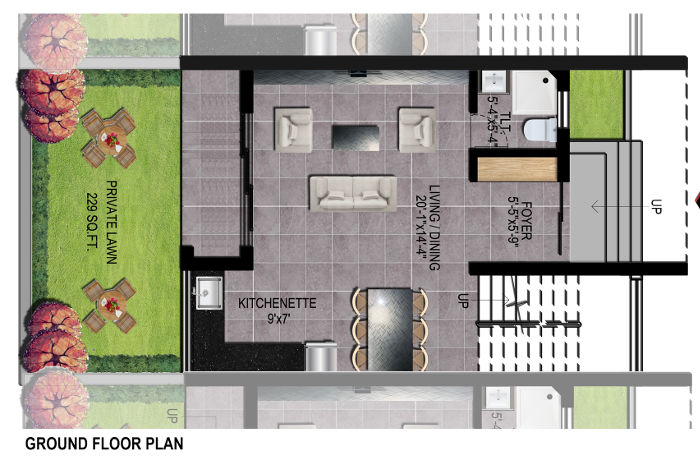 PRIVATE LAWN
229 SQ.FT.
LIVING / DINING
20'-1"x14'-4"
TLT
5'-4"x5'-4"
FOYER
5'-5"x5'-9"
UP
KITCHENETTE
9'x7'
UP
UP
5'-4"
GROUND FLOOR PLAN